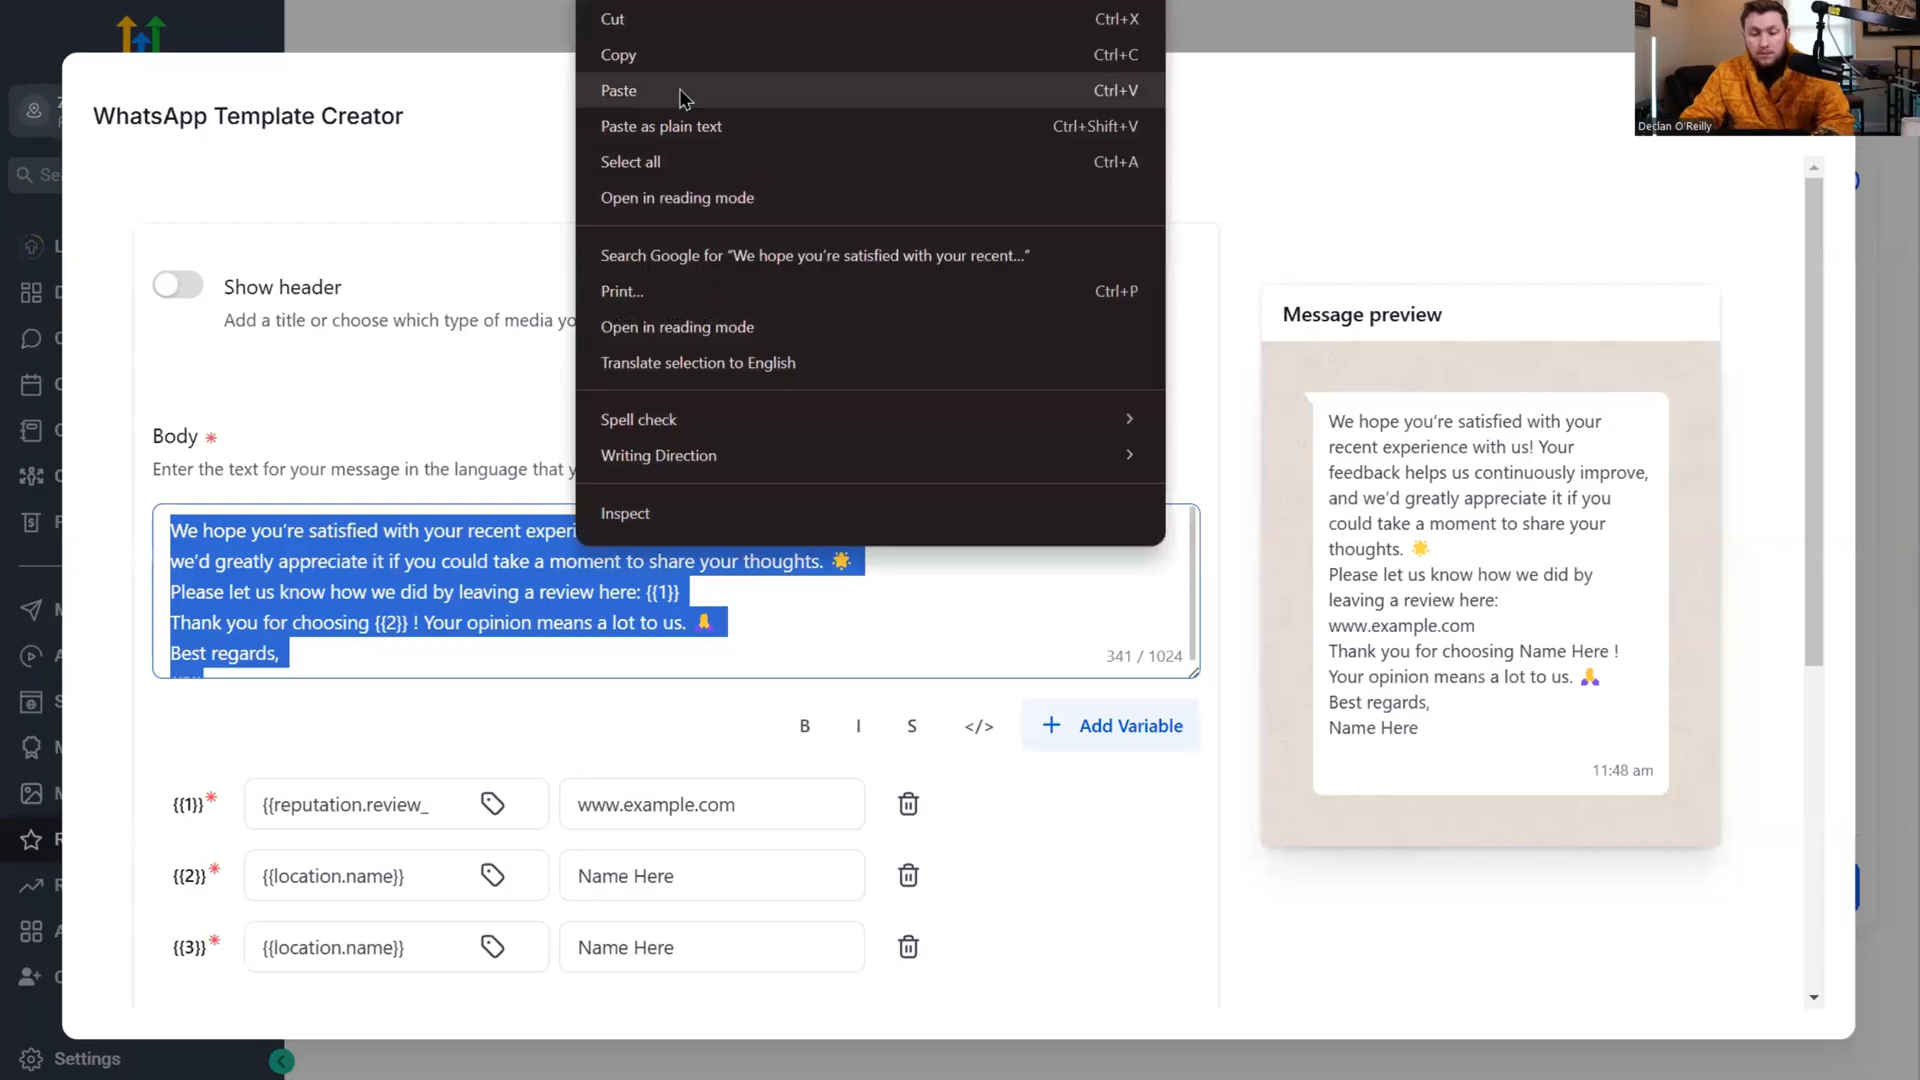 WhatsApp Template Creator
Declan O'Reilly
Cut Ctrl+X
Copy Ctrl+C
Paste Ctrl+V
Paste as plain text Ctrl+Shift+V
Select all Ctrl+A
Open in reading mode
Search Google for “We hope you’re satisfied with your recent...”
Print... Ctrl+P
Open in reading mode
Translate selection to English
Spell check
Writing Direction
Inspect
Show header
Add a title or choose which type of media
Body *
Enter the text for your message in the language that
We hope you’re satisfied with your recent
we’d greatly appreciate it if you could take a moment to share your thoughts. 🌟
Please let us know how we did by leaving a review here: {{1}}
Thank you for choosing {{2}} ! Your opinion means a lot to us. 🙏
Best regards,
341 / 1024
B I S </> + Add Variable
{{1}}* {{reputation.review_ www.example.com
{{2}}* {{location.name}} Name Here
{{3}}* {{location.name}} Name Here
Message preview
We hope you’re satisfied with your
recent experience with us! Your
feedback helps us continuously improve,
and we’d greatly appreciate it if you
could take a moment to share your
thoughts. 🌟
Please let us know how we did by
leaving a review here:
www.example.com
Thank you for choosing Name Here !
Your opinion means a lot to us. 🙏
Best regards,
Name Here
11:48 am
Settings